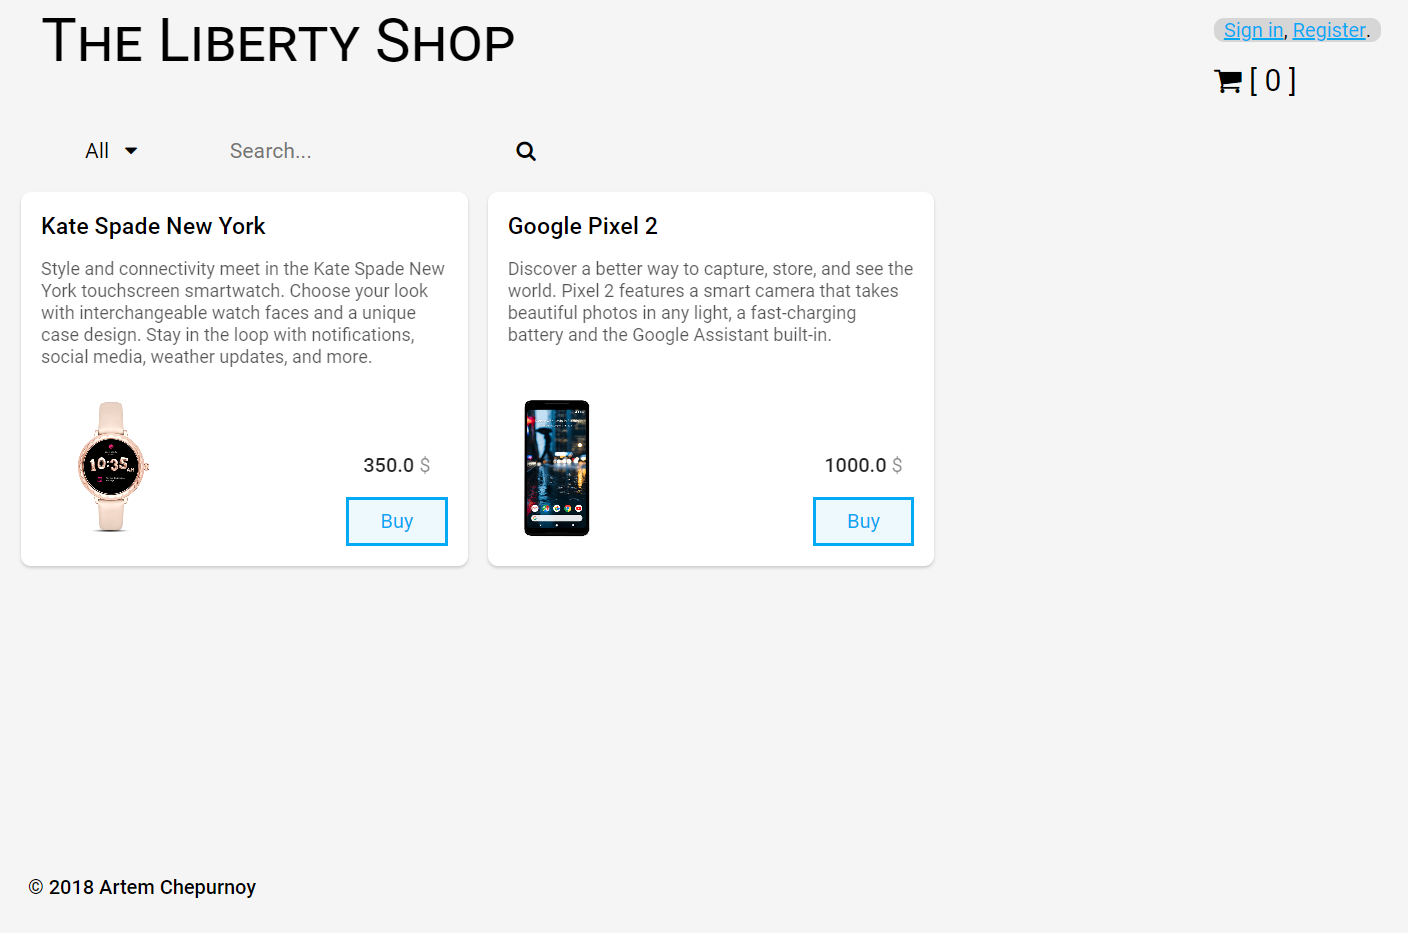 The Liberty Shop
Sign in, Register.
[ 0 ]
All
Search...
Kate Spade New York
Style and connectivity meet in the Kate Spade New
York touchscreen smartwatch. Choose your look
with interchangeable watch faces and a unique
case design. Stay in the loop with notifications,
social media, weather updates, and more.
10:35 AM
350.0 $
Buy
Google Pixel 2
Discover a better way to capture, store, and see the
world. Pixel 2 features a smart camera that takes
beautiful photos in any light, a fast-charging
battery and the Google Assistant built-in.
1000.0 $
Buy
© 2018 Artem Chepurnoy